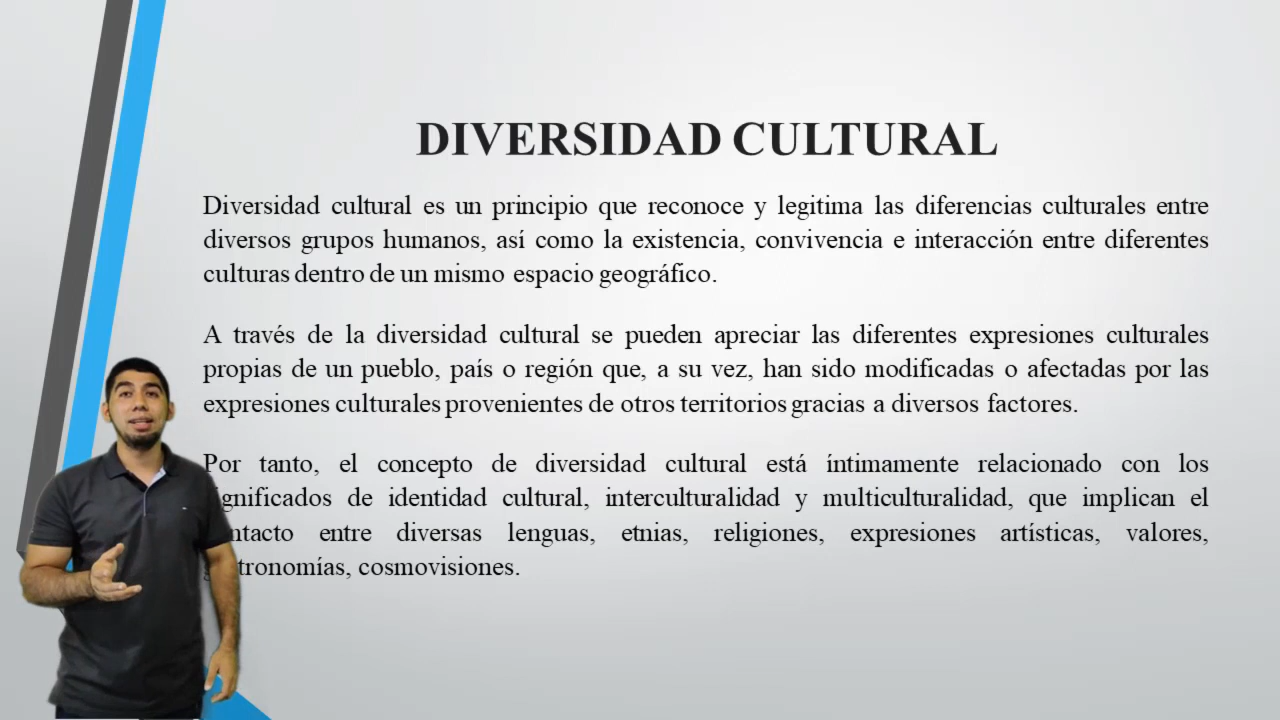 DIVERSIDAD CULTURAL
Diversidad cultural es un principio que reconoce y legitima las diferencias culturales entre
diversos grupos humanos, así como la existencia, convivencia e interacción entre diferentes
culturas dentro de un mismo espacio geográfico.
A través de la diversidad cultural se pueden apreciar las diferentes expresiones culturales
propias de un pueblo, país o región que, a su vez, han sido modificadas o afectadas por las
expresiones culturales provenientes de otros territorios gracias a diversos factores.
Por tanto, el concepto de diversidad cultural está íntimamente relacionado con los
de identidad cultural, interculturalidad y multiculturalidad, que implican el
entre diversas lenguas, etnias, religiones, expresiones artísticas, valores,
cosmovisiones.